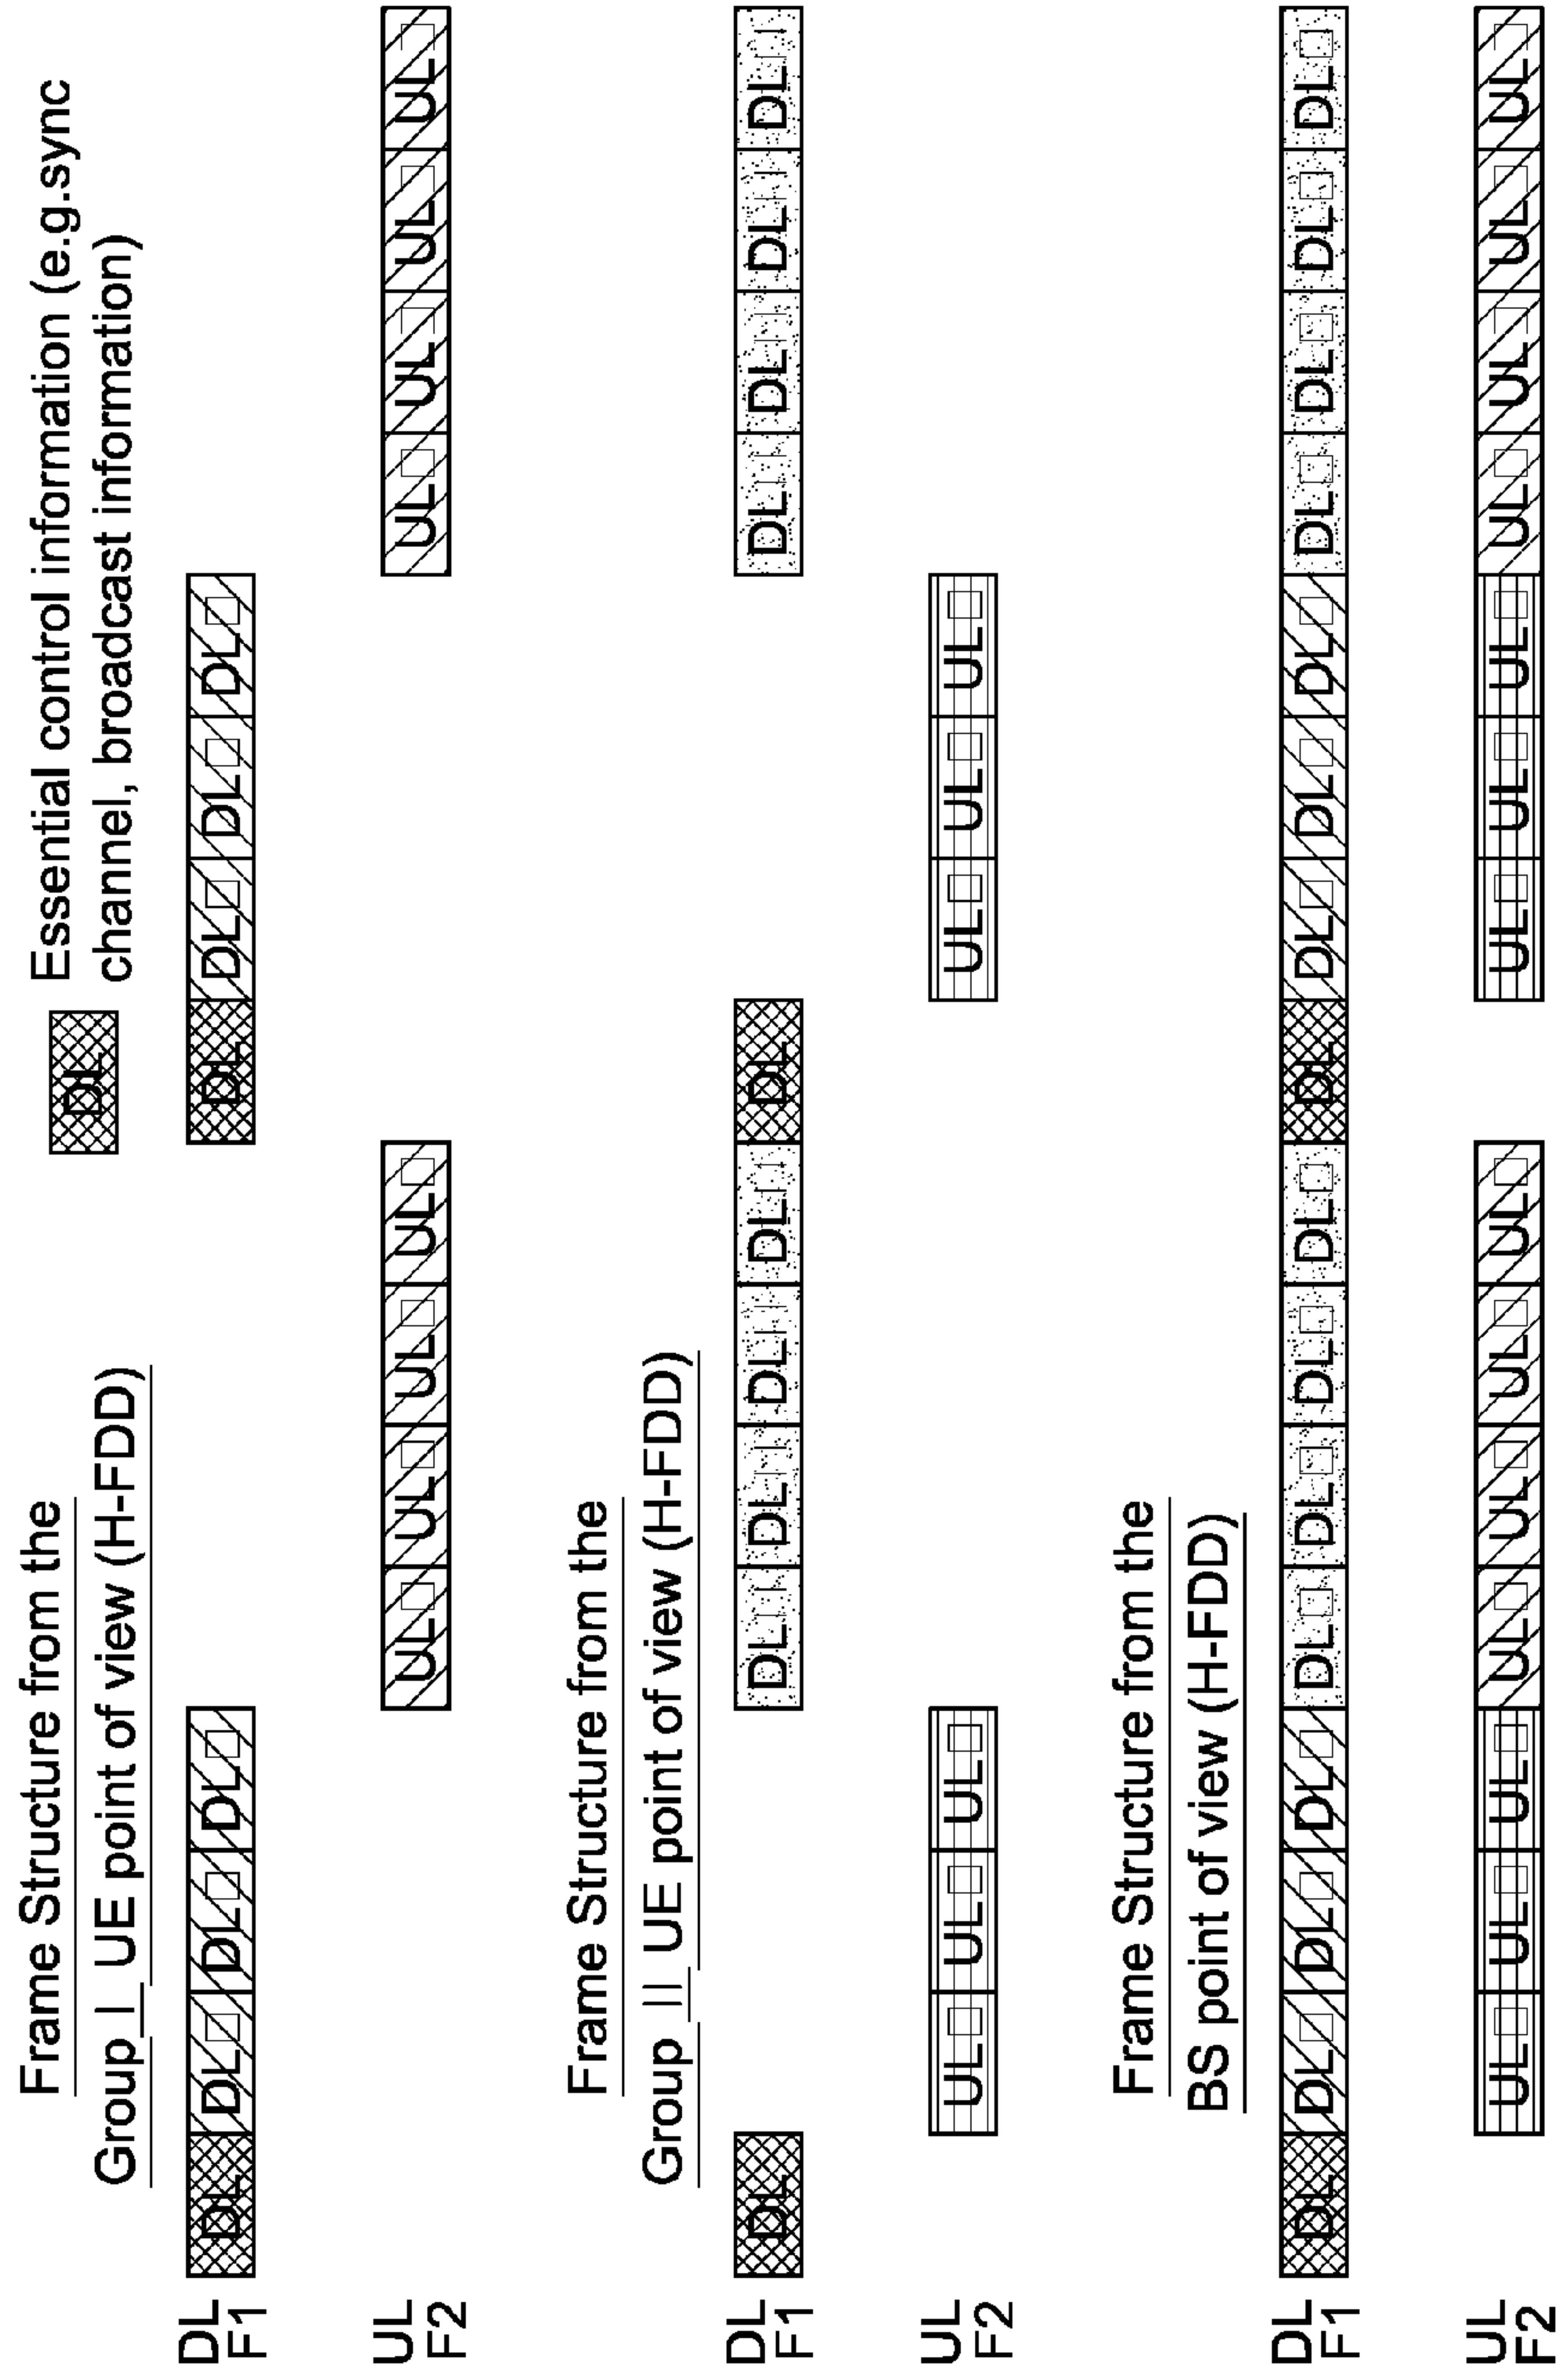 Frame Structure from the
Group_I_UE point of view (H-FDD)
DL
Essential control information (e.g.sync
channel, broadcast information)
DL
F1
DL DL□ DL□ DL□ DL DL□ DL□ DL□
UL
F2
UL□ UL□ UL□ UL□ UL□ UL□ UL□ UL□
Frame Structure from the
Group_II_UE point of view (H-FDD)
DL
F1
DL DL□ DL□ DL□ DL□ DL DL□ DL□ DL□ DL□
UL
F2
UL□ UL□ UL□ UL□ UL□ UL□
Frame Structure from the
BS point of view (H-FDD)
DL
F1
DL DL□ DL□ DL□ DL□ DL□ DL□ DL□ DL DL□ DL□ DL□ DL□ DL□ DL□ DL□
UL
F2
UL□ UL□ UL□ UL□ UL□ UL□ UL□ UL□ UL□ UL□ UL□ UL□ UL□ UL□